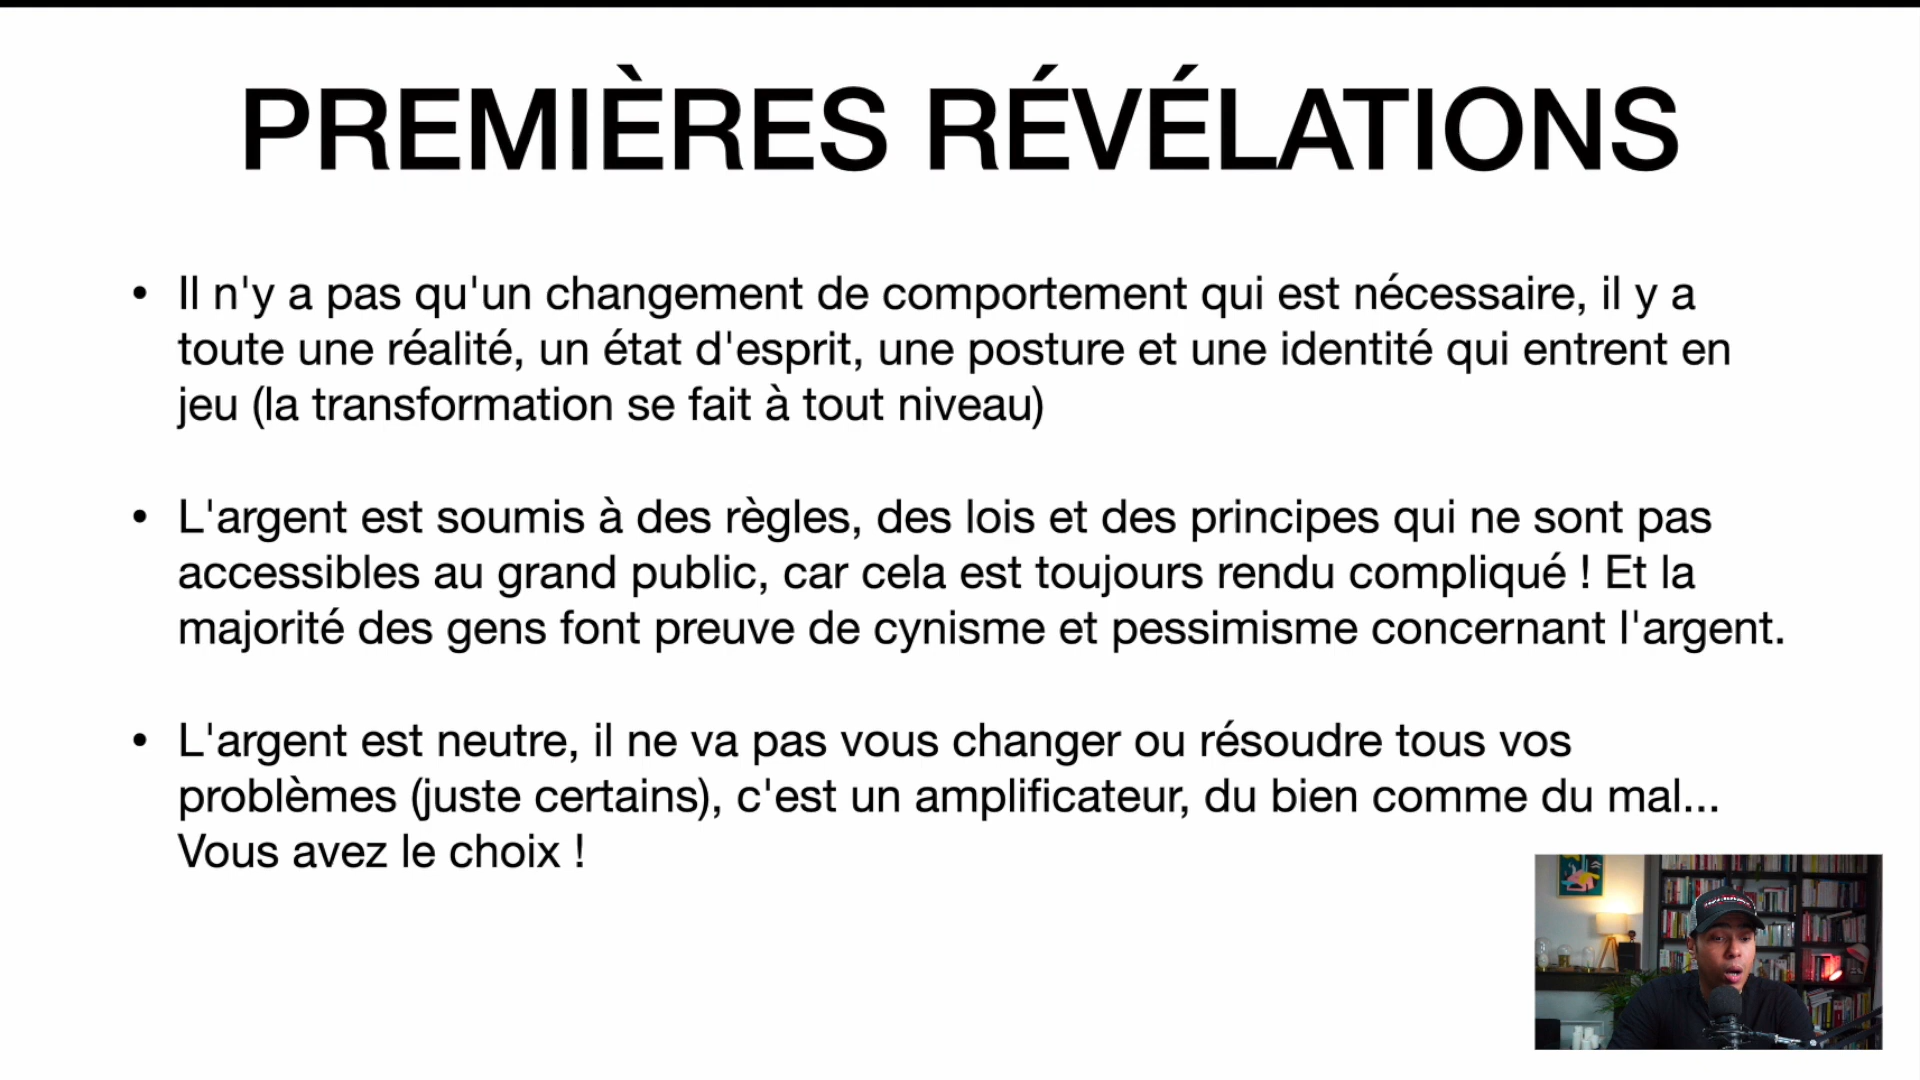 PREMIÈRES RÉVÉLATIONS
• Il n'y a pas qu'un changement de comportement qui est nécessaire, il y a
toute une réalité, un état d'esprit, une posture et une identité qui entrent en
jeu (la transformation se fait à tout niveau)
• L'argent est soumis à des règles, des lois et des principes qui ne sont pas
accessibles au grand public, car cela est toujours rendu compliqué ! Et la
majorité des gens font preuve de cynisme et pessimisme concernant l'argent.
• L'argent est neutre, il ne va pas vous changer ou résoudre tous vos
problèmes (juste certains), c'est un amplificateur, du bien comme du mal...
Vous avez le choix !